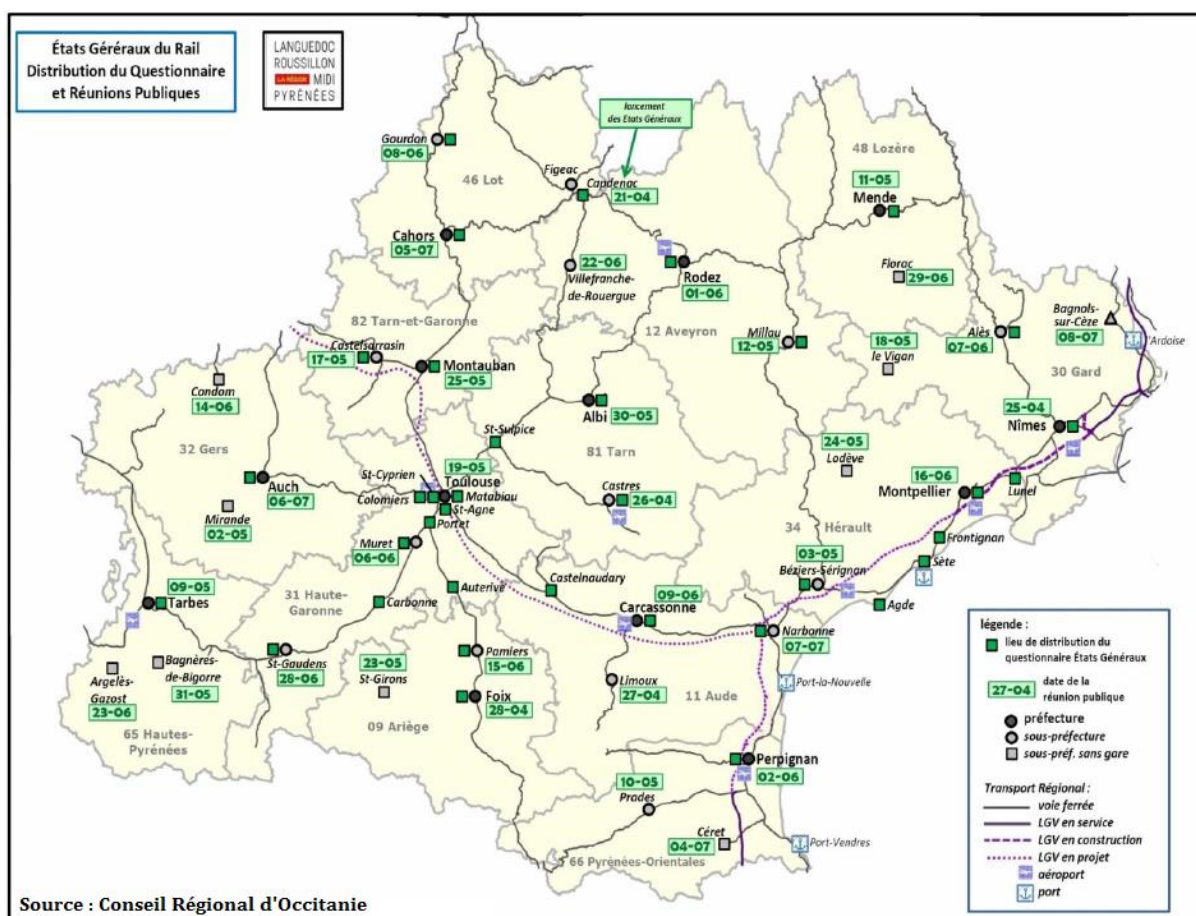 États Géréraux du Rail
Distribution du Questionnaire
et Réunions Publiques
LANGUEDOC
ROUSSILLON
LA RÉGION MIDI
PYRÉNÉES
lancement
des Etats Généraux
Gourdon
08-06
46 Lot
Figeac
Capdenac
21-04
48 Lozère
11-05
Mende
Cahors
05-07
22-06
Villefranche-
de-Rouergue
Rodez
01-06
Florac
29-06
82 Tarn-et-Garonne
Castelsarrasin
17-05
Montauban
25-05
12 Aveyron
Millau
12-05
18-05
le Vigan
Alès
07-06
Bagnols-
sur-Cèze
08-07
l'Ardoise
30 Gard
Condom
14-06
Albi
30-05
25-04
Nîmes
32 Gers
St-Sulpice
81 Tarn
24-05
Lodève
St-Cyprien
19-05
Toulouse
Colomiers
Matabiau
St-Agne
Portet
Auch
06-07
Mirande
02-05
Castres
26-04
16-06
Montpellier
Lunel
34 Hérault
Frontignan
Sète
Muret
06-06
03-05
Béziers-Sérignan
Agde
09-05
Tarbes
31 Haute-
Garonne
Carbonne
Auterive
Castelnaudary
09-06
Carcassonne
Narbonne
07-07
Argelès-
Gazost
23-06
Bagnères-
de-Bigorre
31-05
St-Gaudens
28-06
23-05
St-Girons
Pamiers
15-06
Foix
28-04
Limoux
27-04
11 Aude
Port-la-Nouvelle
65 Hautes-
Pyrénées
09 Ariège
Perpignan
02-06
10-05
Prades
Céret
04-07
Port-Vendres
66 Pyrénées-Orientales
légende :
lieu de distribution du
questionnaire États Généraux
27-04 date de la
réunion publique
préfecture
sous-préfecture
sous-préf. sans gare
Transport Régional :
voie ferrée
LGV en service
LGV en construction
LGV en projet
aéroport
port
Source : Conseil Régional d'Occitanie